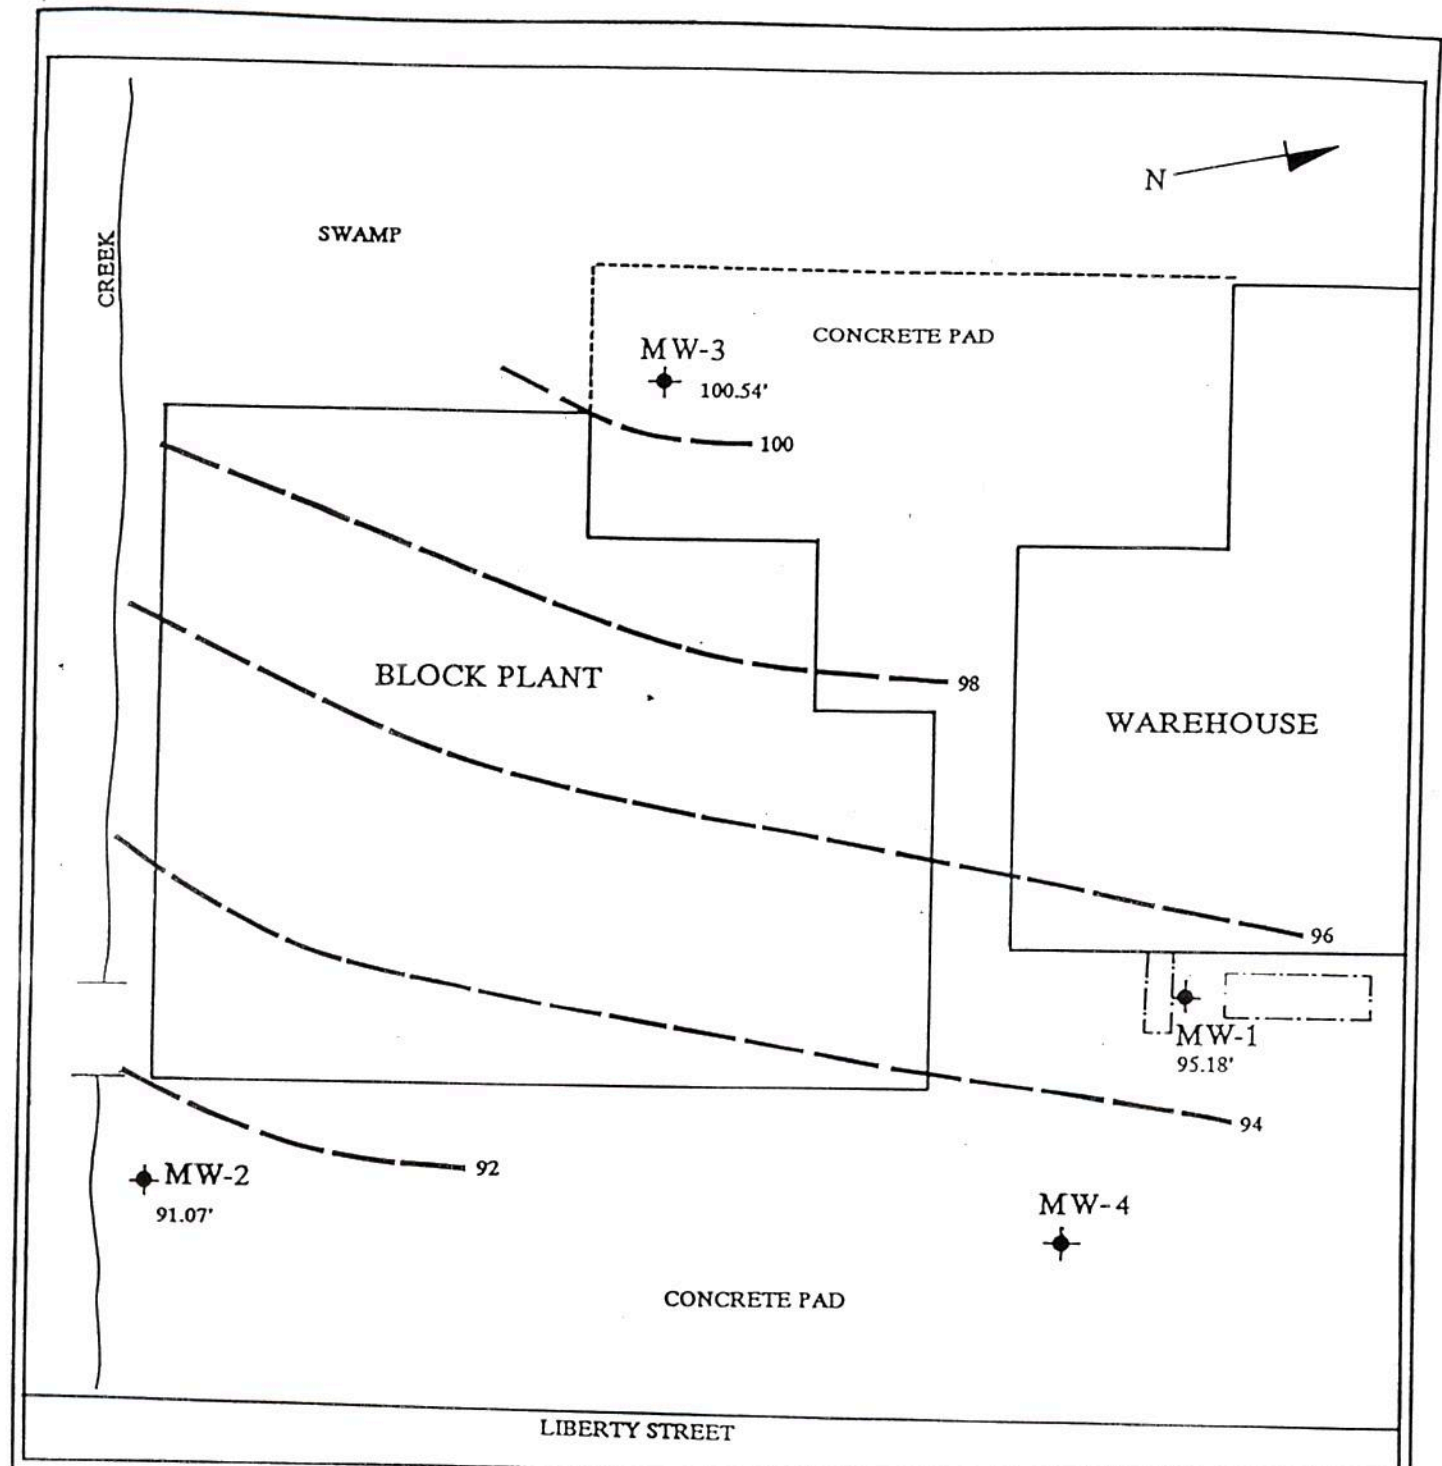 N
SWAMP
CREEK
CONCRETE PAD
MW-3
100.54'
100
BLOCK PLANT
98
WAREHOUSE
96
MW-1
95.18'
94
92
MW-2
91.07'
MW-4
CONCRETE PAD
LIBERTY STREET